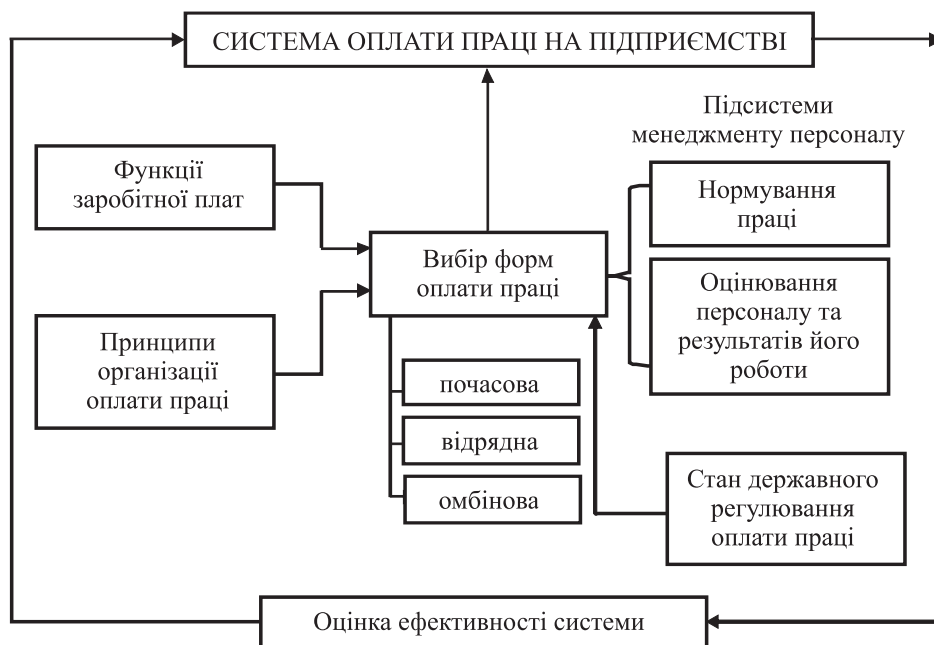 СИСТЕМА ОПЛАТИ ПРАЦІ НА ПІДПРИЄМСТВІ
Підсистеми
менеджменту персоналу
Функції
заробітної плат
Нормування
праці
Вибір форм
оплати праці
Оцінювання
персоналу та
результатів його
роботи
Принципи
організації
оплати праці
почасова
відрядна
омбінова
Стан державного
регулювання
оплати праці
Оцінка ефективності системи